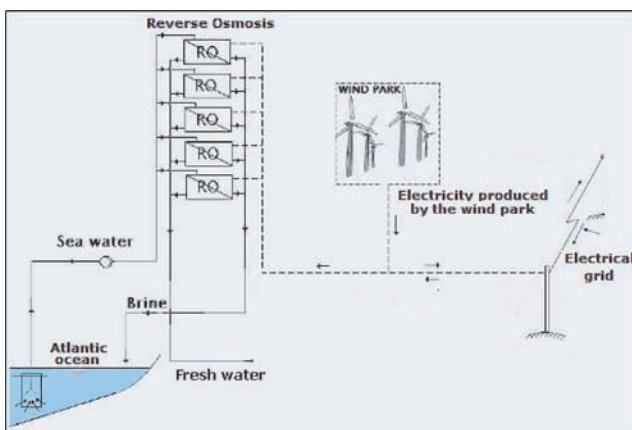 Reverse Osmosis
RO
RO
RO
RO
RO
WIND PARK
Electricity produced
by the wind park
Sea water
Electrical
grid
Brine
Atlantic
ocean
Fresh water